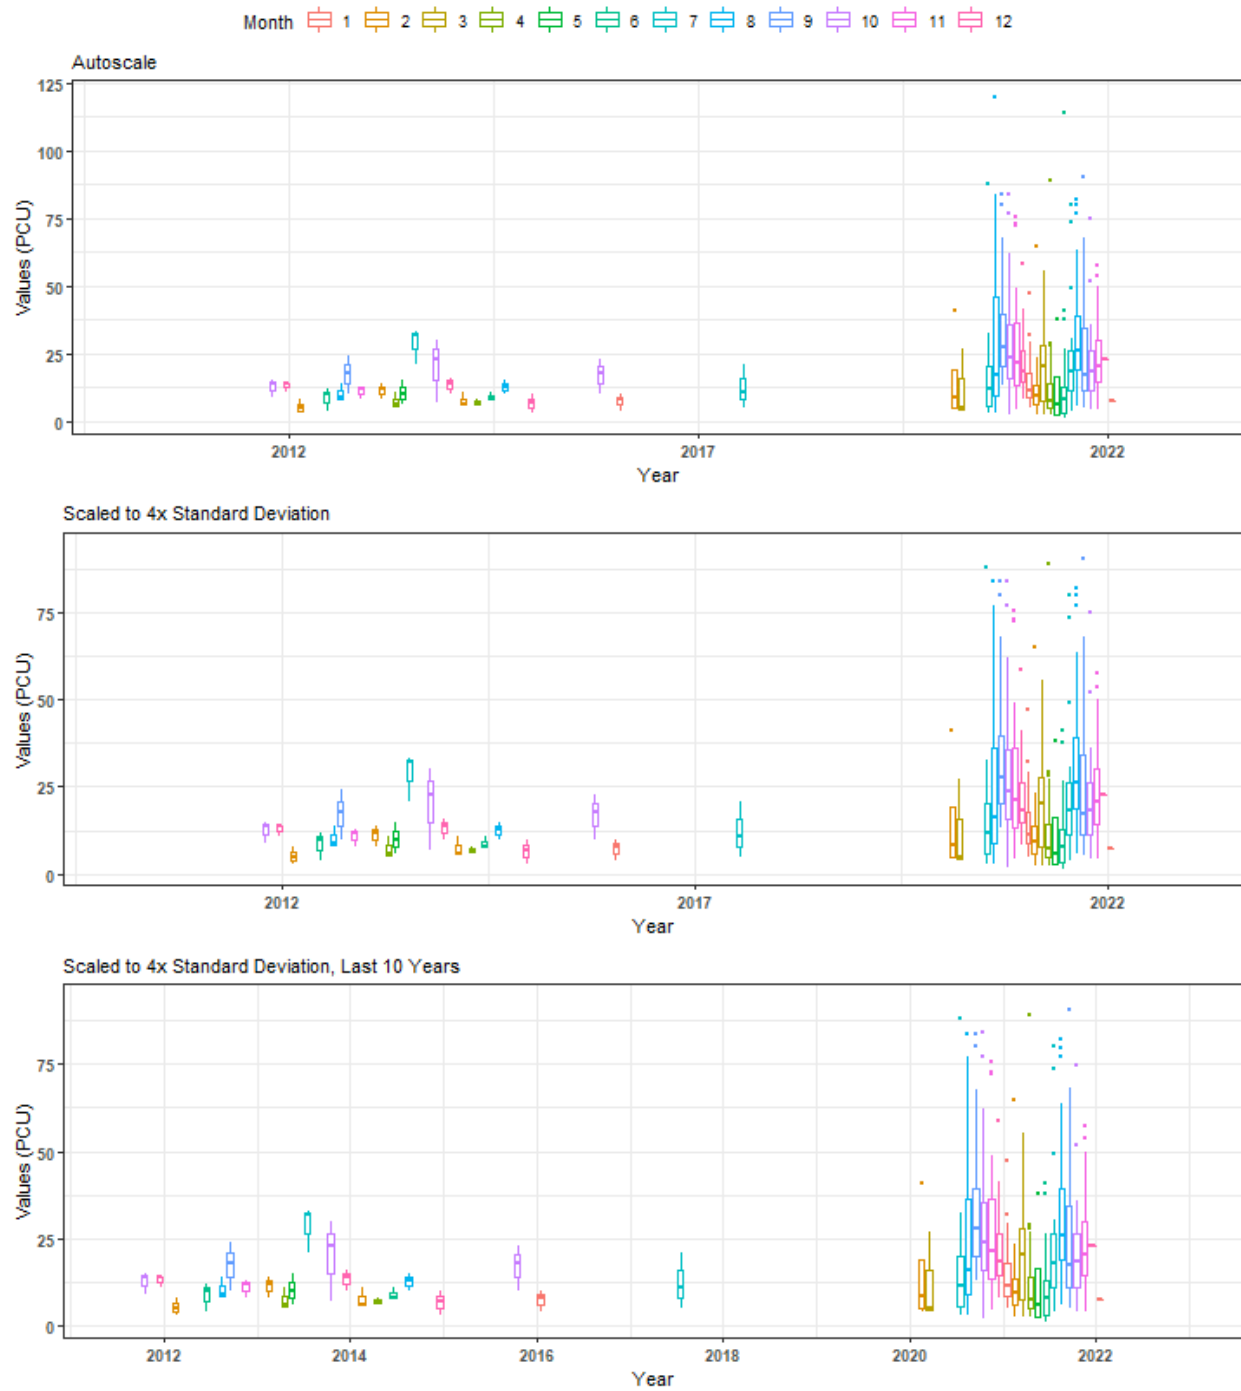 Month 1 2 3 4 5 6 7 8 9 10 11 12
Autoscale
125
100
75
50
25
0
Values (PCU)
2012 2017 2022
Year
Scaled to 4x Standard Deviation
75
50
25
0
Values (PCU)
2012 2017 2022
Year
Scaled to 4x Standard Deviation, Last 10 Years
75
50
25
0
Values (PCU)
2012 2014 2016 2018 2020 2022
Year